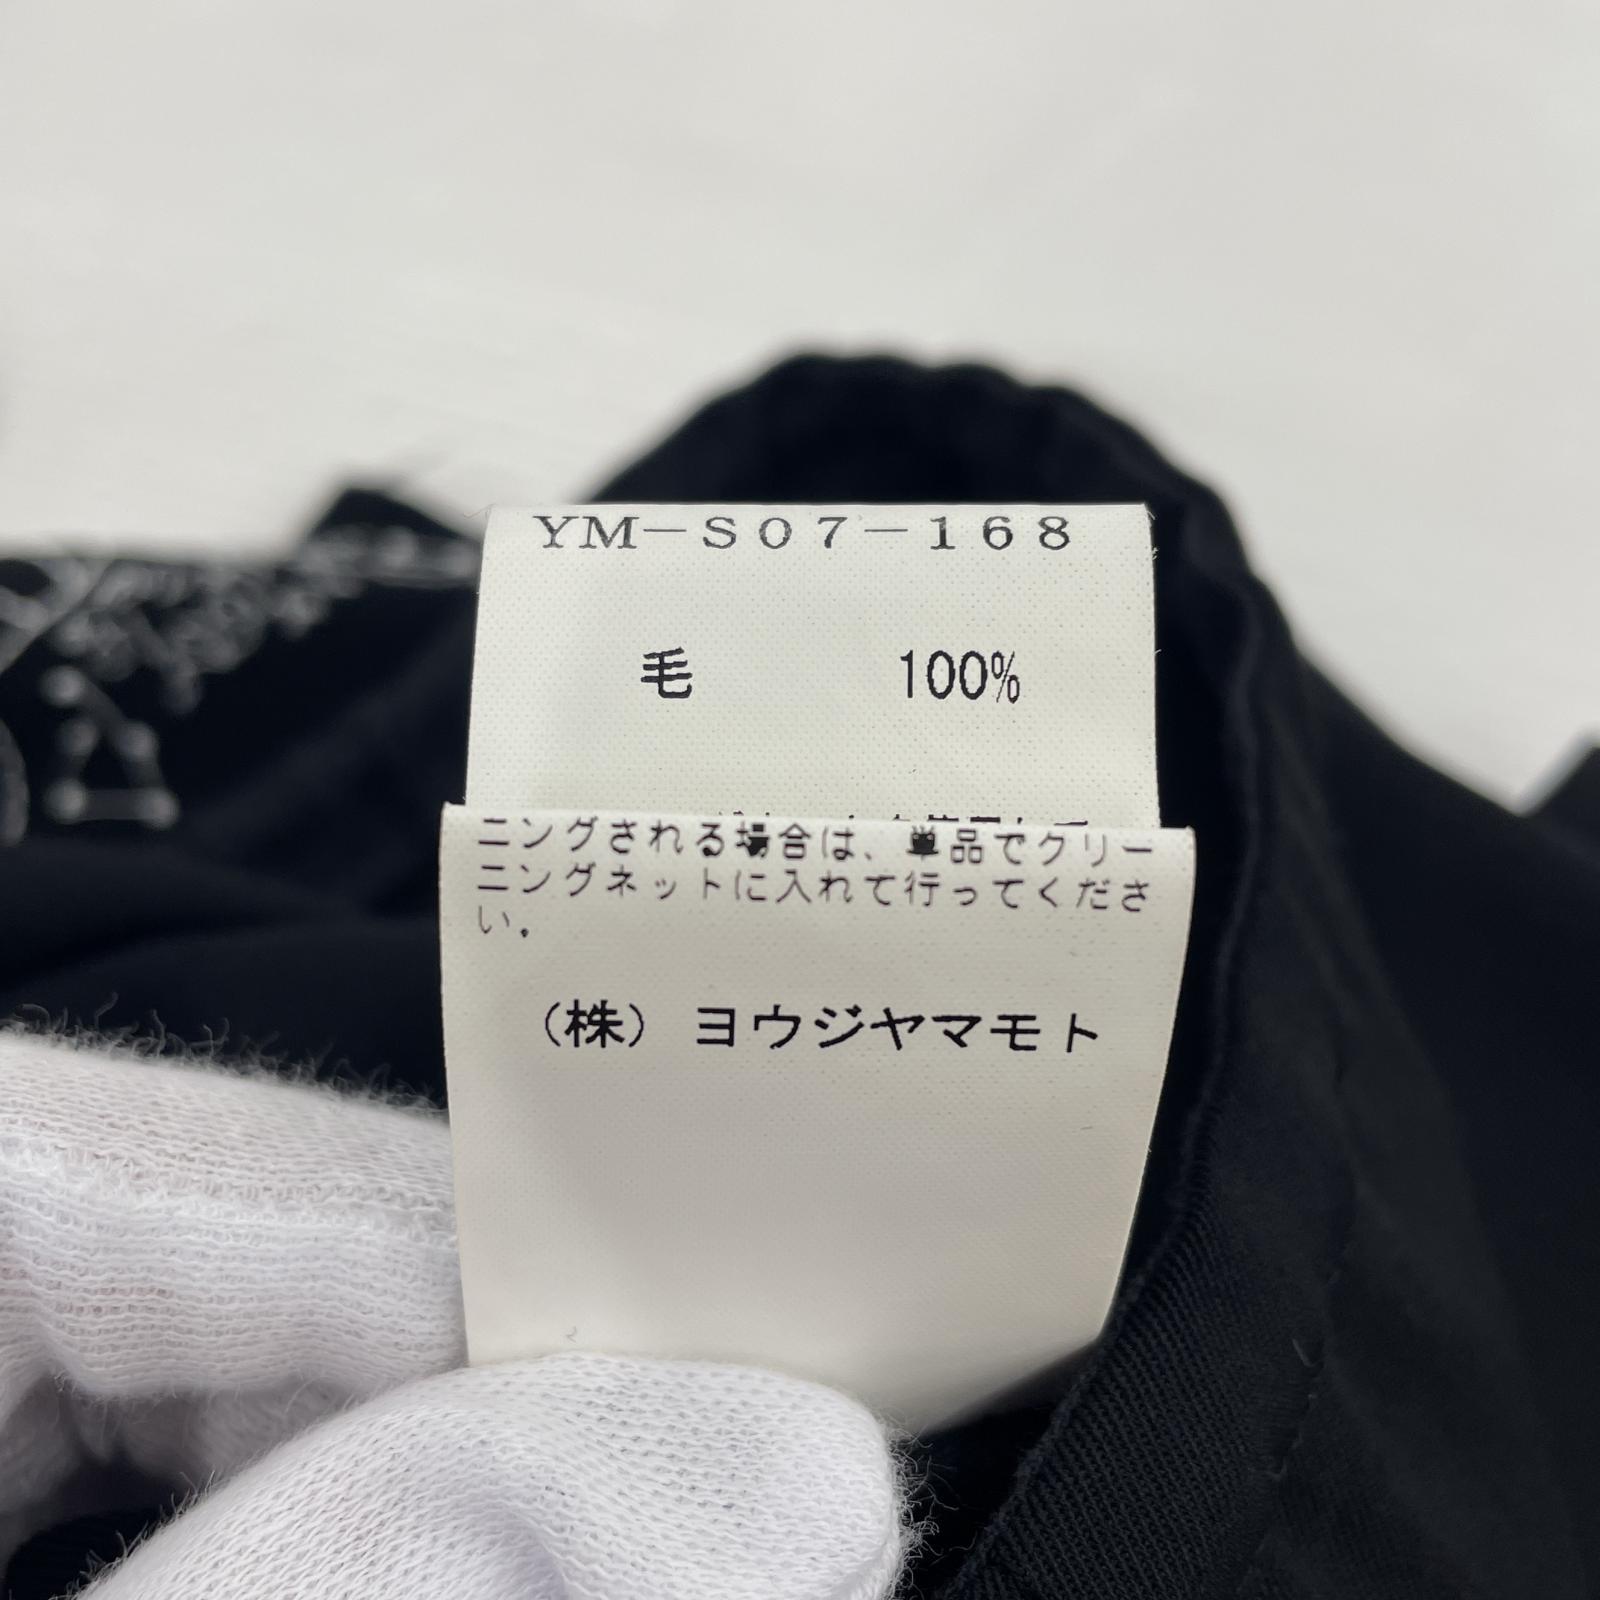 YM-S07-168
毛 100%
ニングされる場合は、単品でクリー
ニングネットに入れて行ってくださ
い.
(株) ヨウジヤマモト